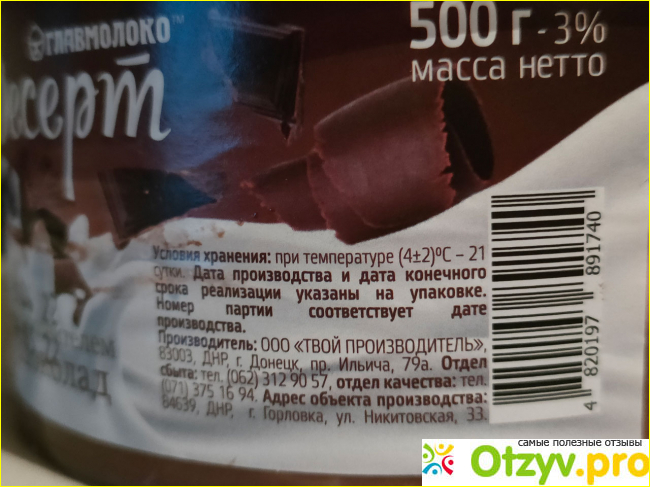 ГЛАВМОЛОКО™
десерт
500 г - 3%
масса нетто
Условия хранения: при температуре (4±2)ºС – 21
сутки. Дата производства и дата конечного
срока реализации указаны на упаковке.
Номер партии соответствует дате
производства.
Производитель: ООО «ТВОЙ ПРОИЗВОДИТЕЛЬ»,
83003, ДНР, г. Донецк, пр. Ильича, 79а. Отдел
сбыта: тел. (062) 312 90 57, отдел качества: тел.
(071) 375 16 94. Адрес объекта производства:
84639, ДНР, г. Горловка, ул. Никитовская, 33.
4 820197 891740
самые полезные отзывы
Otzyv.pro